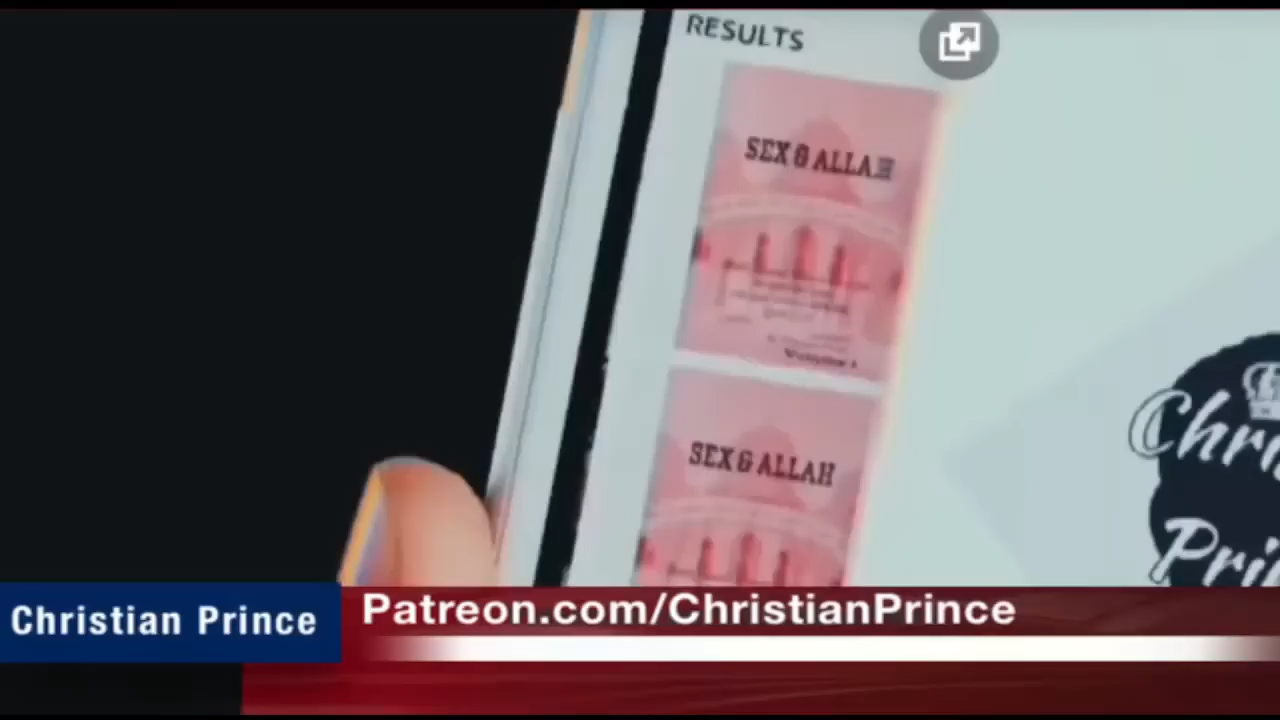 RESULTS
SEX & ALLAH
Volume 1
SEX & ALLAH
Chri
Pri
Christian Prince
Patreon.com/ChristianPrince